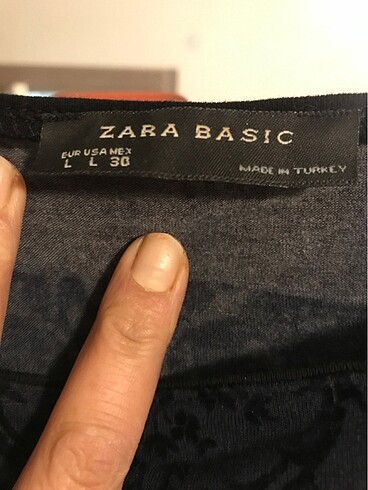 ZARA BASIC
EUR USA MEX
L L 30
MADE IN TURKEY